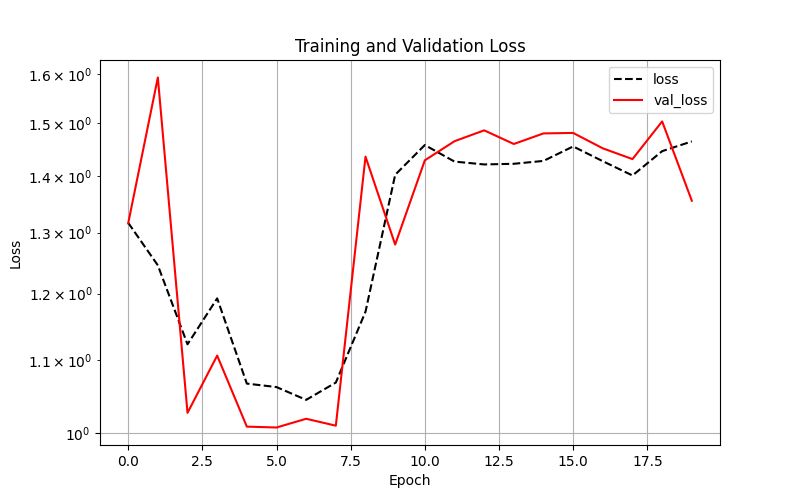 Training and Validation Loss
loss
val_loss
1.6 × 10⁰
1.5 × 10⁰
1.4 × 10⁰
1.3 × 10⁰
1.2 × 10⁰
1.1 × 10⁰
10⁰
Loss
0.0 2.5 5.0 7.5 10.0 12.5 15.0 17.5
Epoch